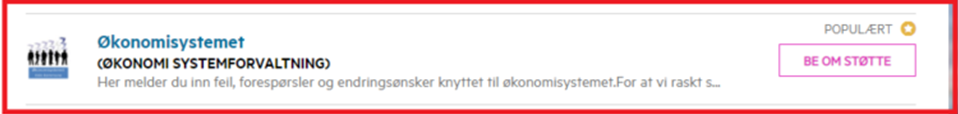 POPULÆRT
Økonomisystemet
(ØKONOMI SYSTEMFORVALTNING)
BE OM STØTTE
Her melder du inn feil, forespørsler og endringsønsker knyttet til økonomisystemet.For at vi raskt s...